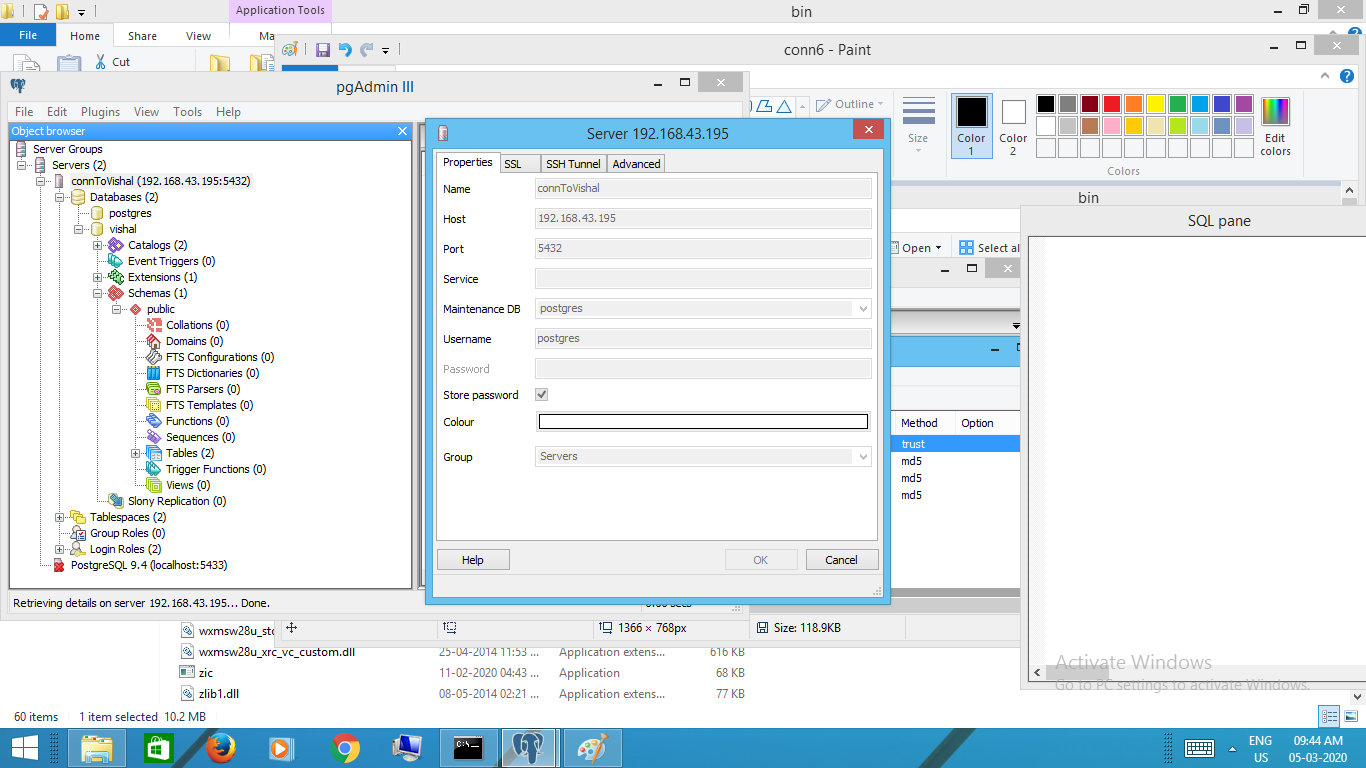 Application Tools
bin
File Home Share View Ma
Cut
conn6 - Paint
Outline
Size
Color 1
Color 2
Edit colors
Colors
pgAdmin III
File Edit Plugins View Tools Help
Object browser
Server Groups
Servers (2)
connToVishal (192.168.43.195:5432)
Databases (2)
postgres
vishal
Catalogs (2)
Event Triggers (0)
Extensions (1)
Schemas (1)
public
Collations (0)
Domains (0)
FTS Configurations (0)
FTS Dictionaries (0)
FTS Parsers (0)
FTS Templates (0)
Functions (0)
Sequences (0)
Tables (2)
Trigger Functions (0)
Views (0)
Slony Replication (0)
Tablespaces (2)
Group Roles (0)
Login Roles (2)
PostgreSQL 9.4 (localhost:5433)
Retrieving details on server 192.168.43.195... Done.
Server 192.168.43.195
Properties SSL SSH Tunnel Advanced
Name connToVishal
Host 192.168.43.195
Port 5432
Service
Maintenance DB postgres
Username postgres
Password
Store password
Colour
Group Servers
Help OK Cancel
bin
Open Select al
SQL pane
Method Option
trust
md5
md5
md5
1366 × 768px Size: 118.9KB
wxmsw28u_stc
wxmsw28u_xrc_vc_custom.dll 25-04-2014 11:53 ... Application extens... 616 KB
zic 11-02-2020 04:43 ... Application 68 KB
zlib1.dll 08-05-2014 02:21 ... Application extens... 77 KB
Activate Windows
Go to PC settings to activate Windows.
60 items 1 item selected 10.2 MB
ENG
US
09:44 AM
05-03-2020